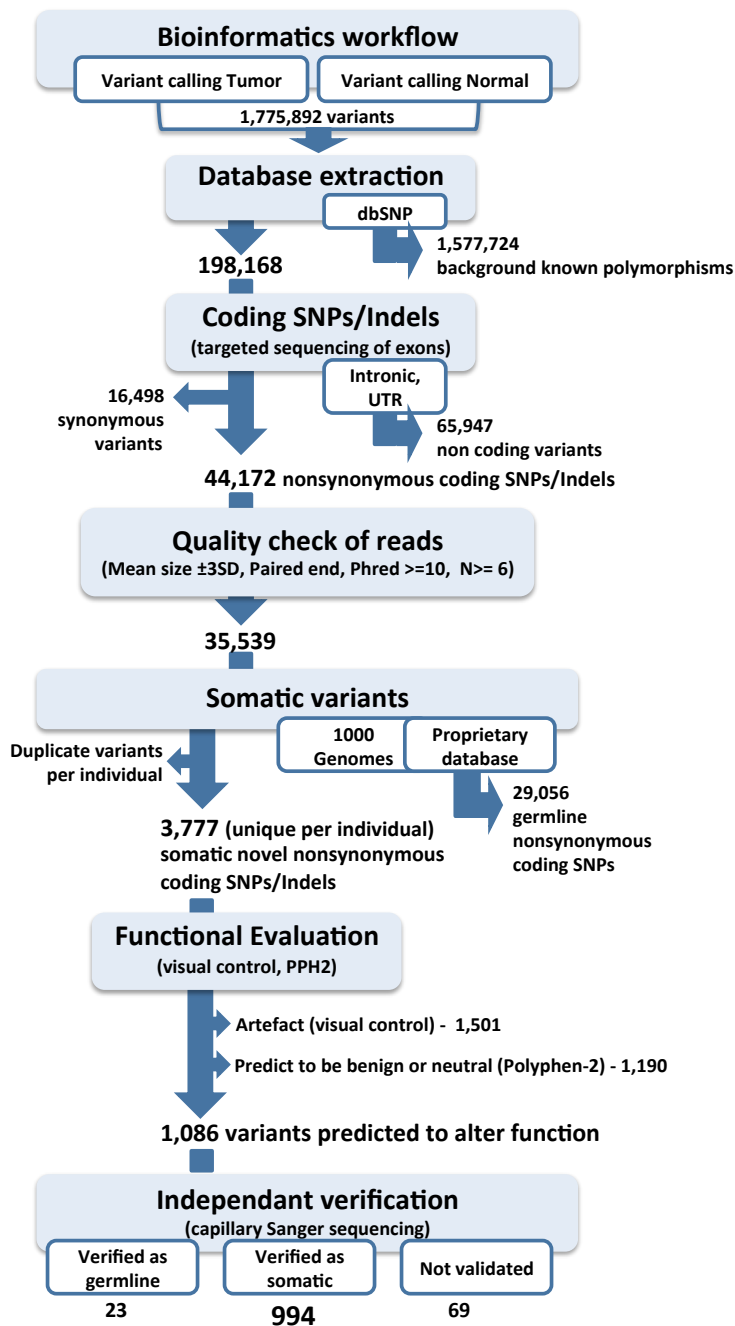 Bioinformatics workflow
Variant calling Tumor
Variant calling Normal
1,775,892 variants
Database extraction
dbSNP
1,577,724
background known polymorphisms
198,168
Coding SNPs/Indels
(targeted sequencing of exons)
Intronic,
UTR
16,498
synonymous
variants
65,947
non coding variants
44,172 nonsynonymous coding SNPs/Indels
Quality check of reads
(Mean size ±3SD, Paired end, Phred >=10, N>= 6)
35,539
Somatic variants
1000
Genomes
Proprietary
database
Duplicate variants
per individual
29,056
germline
nonsynonymous
coding SNPs
3,777 (unique per individual)
somatic novel nonsynonymous
coding SNPs/Indels
Functional Evaluation
(visual control, PPH2)
Artefact (visual control) - 1,501
Predict to be benign or neutral (Polyphen-2) - 1,190
1,086 variants predicted to alter function
Independant verification
(capillary Sanger sequencing)
Verified as
germline
Verified as
somatic
Not validated
23
994
69